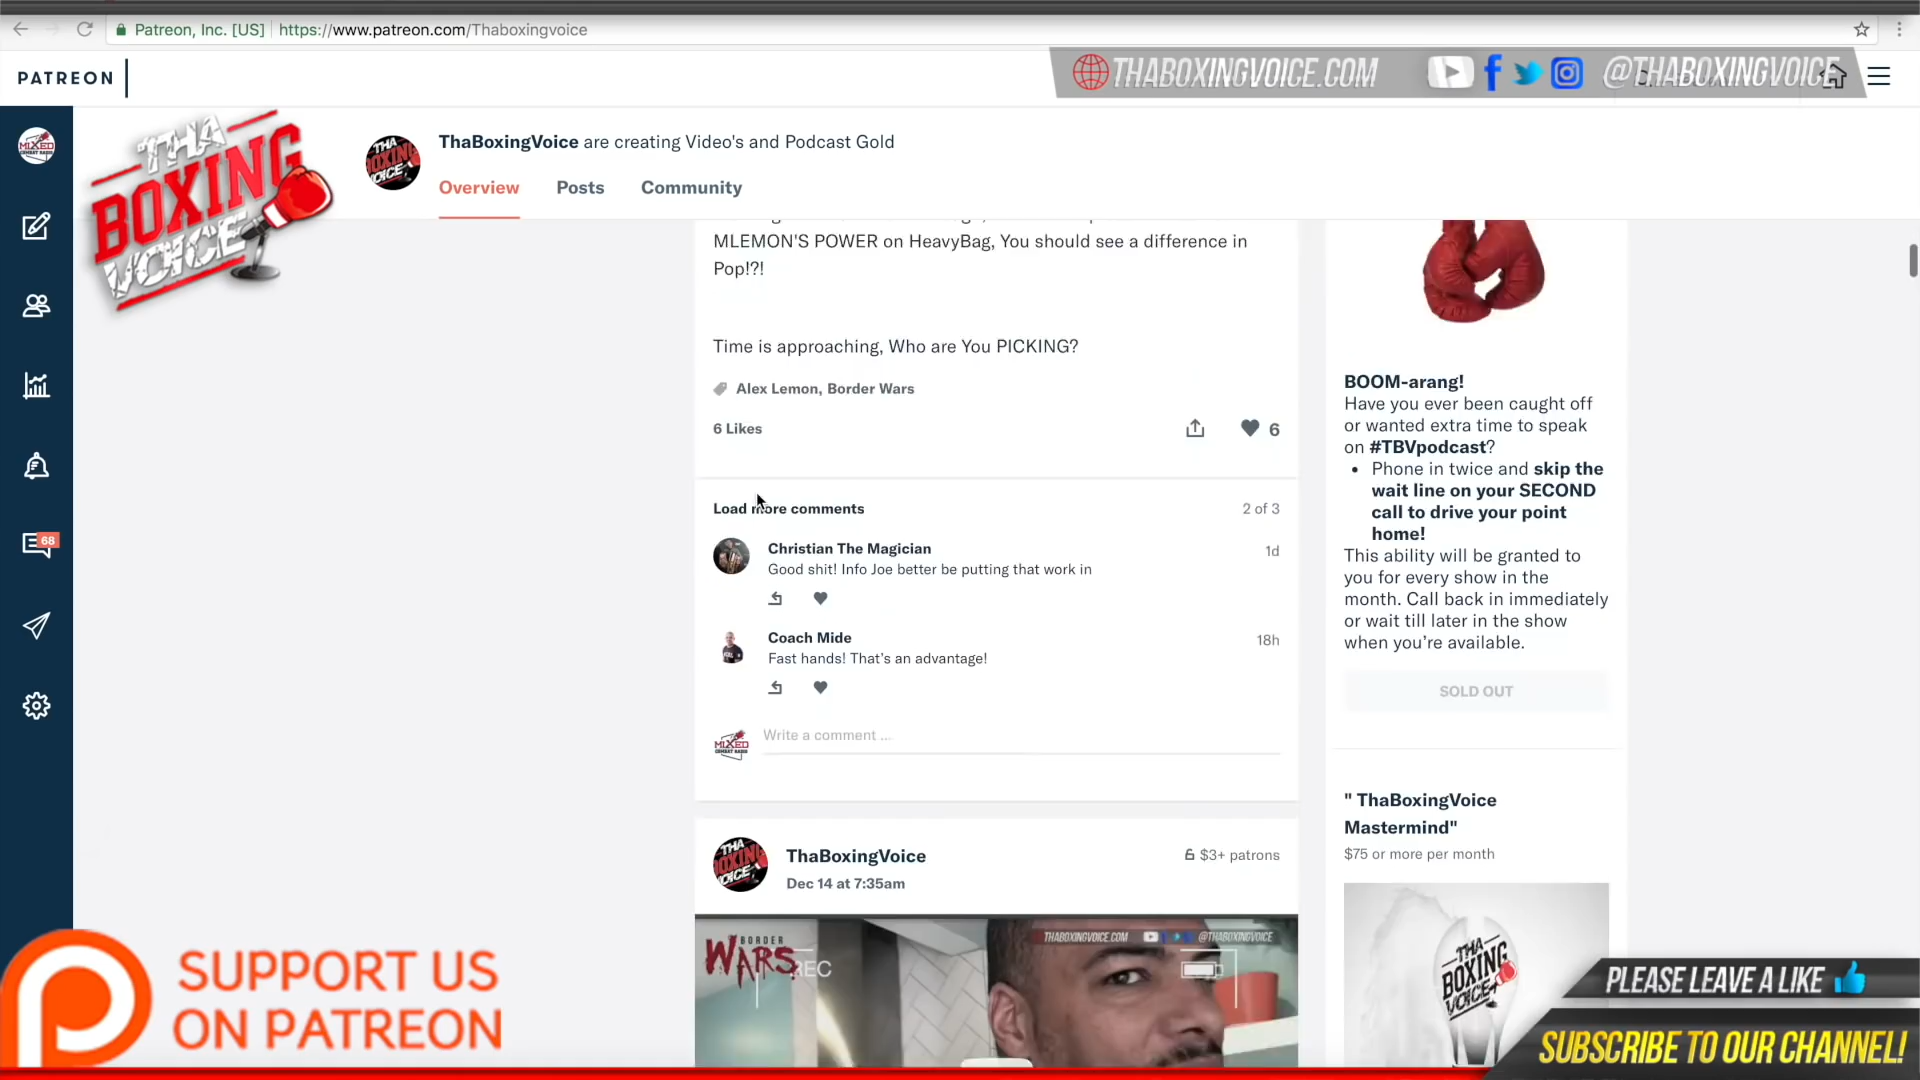 Patreon, Inc. [US]
https://www.patreon.com/Thaboxingvoice
PATREON
THABOXINGVOICE.COM
@THABOXINGVOICE
THA
BOXING
VOICE
ThaBoxingVoice are creating Video's and Podcast Gold
Overview
Posts
Community
MLEMON'S POWER on HeavyBag, You should see a difference in
Pop!?!
Time is approaching, Who are You PICKING?
Alex Lemon, Border Wars
6 Likes
6
Load more comments
2 of 3
Christian The Magician
1d
Good shit! Info Joe better be putting that work in
Coach Mide
18h
Fast hands! That's an advantage!
Write a comment ...
68
ThaBoxingVoice
$3+ patrons
Dec 14 at 7:35am
BORDER
WARS
REC
THABOXINGVOICE.COM
@THABOXINGVOICE
BOOM-arang!
Have you ever been caught off
or wanted extra time to speak
on #TBVpodcast?
• Phone in twice and skip the
wait line on your SECOND
call to drive your point
home!
This ability will be granted to
you for every show in the
month. Call back in immediately
or wait till later in the show
when you're available.
SOLD OUT
" ThaBoxingVoice
Mastermind"
$75 or more per month
THA
BOXING
VOICE
SUPPORT US
ON PATREON
PLEASE LEAVE A LIKE
SUBSCRIBE TO OUR CHANNEL!